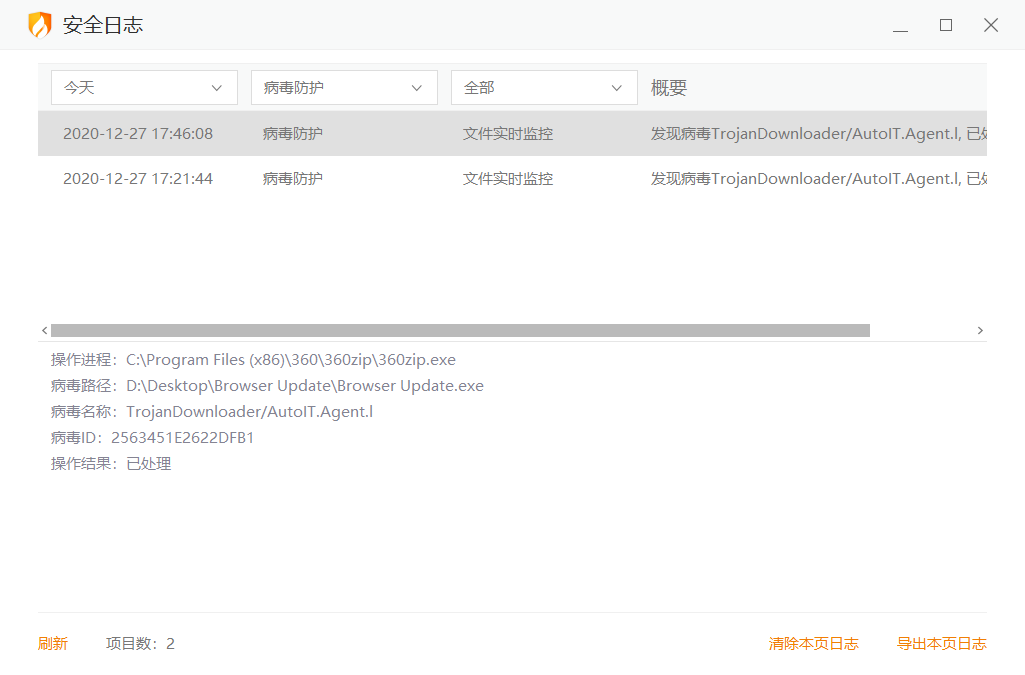 安全日志
今天 病毒防护 全部 概要
2020-12-27 17:46:08 病毒防护 文件实时监控 发现病毒TrojanDownloader/AutoIT.Agent.l, 已
2020-12-27 17:21:44 病毒防护 文件实时监控 发现病毒TrojanDownloader/AutoIT.Agent.l, 已
操作进程：C:\Program Files (x86)\360\360zip\360zip.exe
病毒路径：D:\Desktop\Browser Update\Browser Update.exe
病毒名称：TrojanDownloader/AutoIT.Agent.l
病毒ID：2563451E2622DFB1
操作结果：已处理
刷新 项目数：2 清除本页日志 导出本页日志